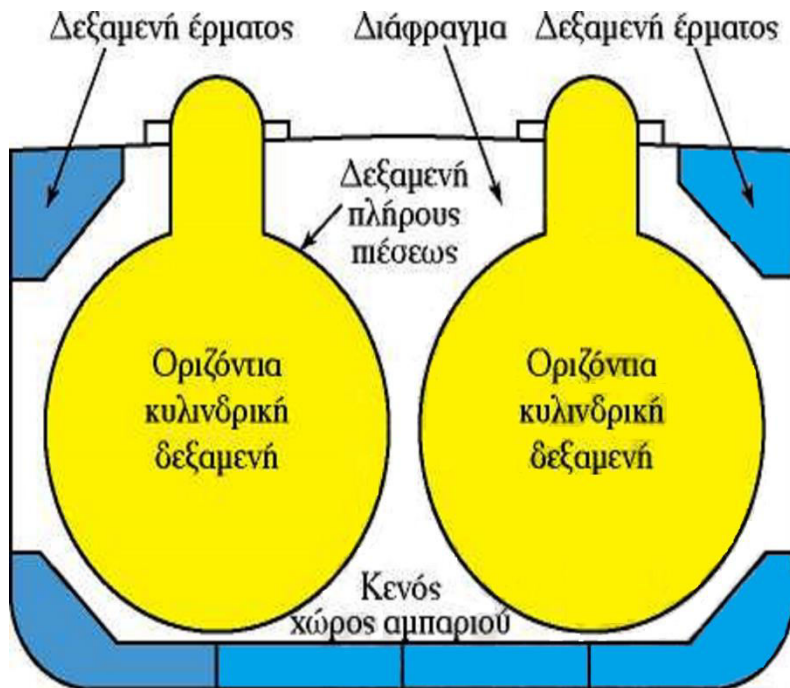 Δεξαμενή έρματος
Διάφραγμα
Δεξαμενή έρματος
Δεξαμενή
πλήρους
πιέσεως
Οριζόντια
κυλινδρική
δεξαμενή
Οριζόντια
κυλινδρική
δεξαμενή
Κενός
χώρος αμπαριού